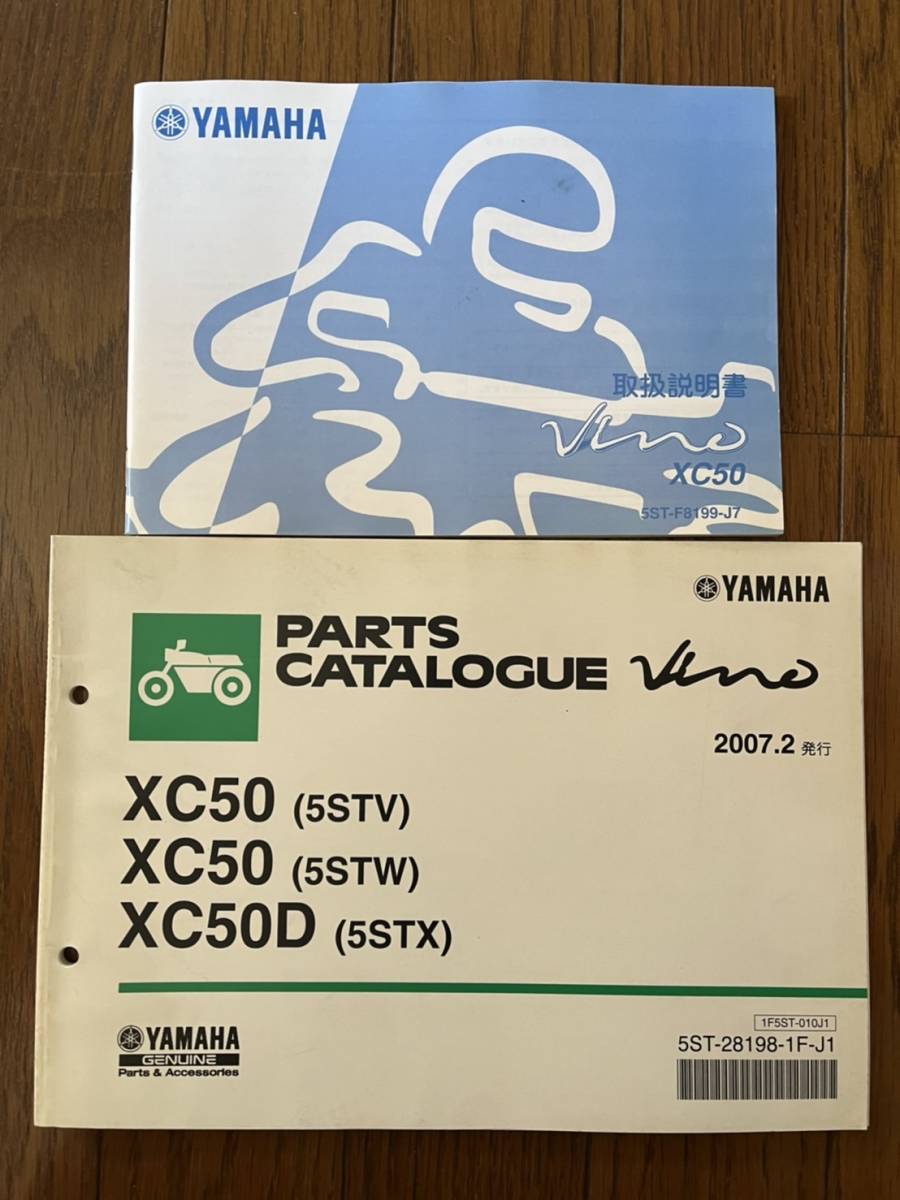 YAMAHA
取扱説明書
Vino
XC50
5ST-F8199-J7
YAMAHA
PARTS
CATALOGUE Vino
2007.2 発行
XC50 (5STV)
XC50 (5STW)
XC50D (5STX)
YAMAHA
GENUINE
Parts & Accessories
1F5ST-010J1
5ST-28198-1F-J1